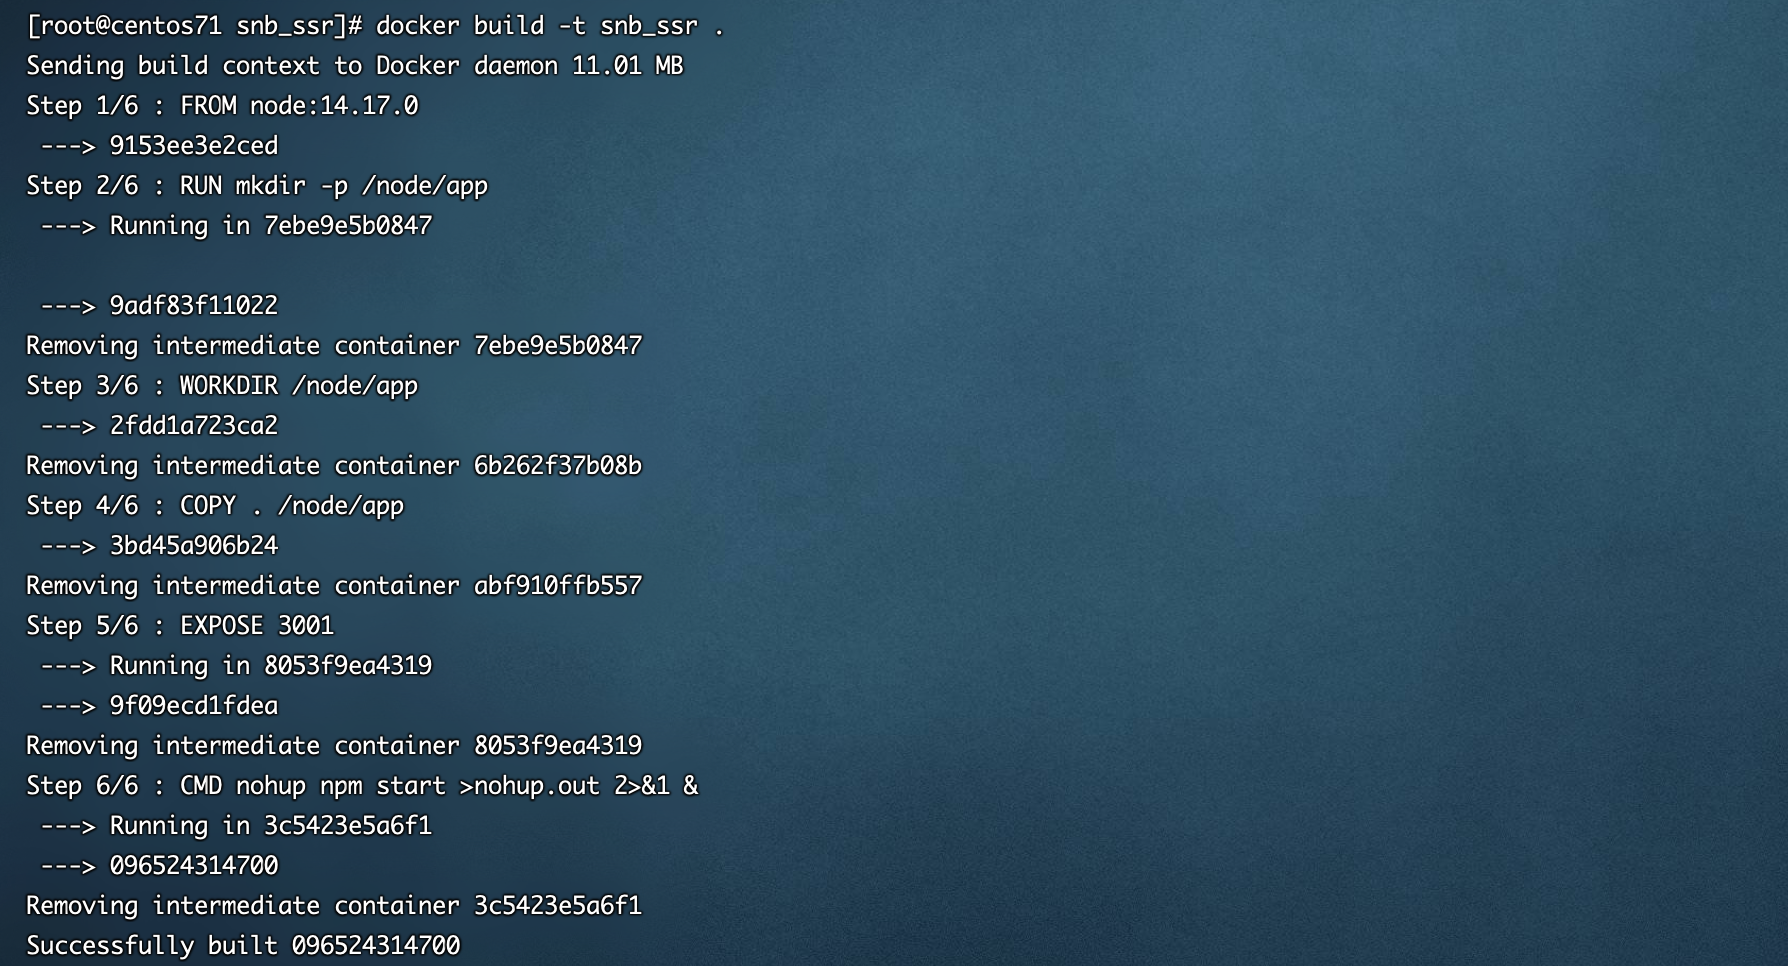 [root@centos71 snb_ssr]# docker build -t snb_ssr .
Sending build context to Docker daemon 11.01 MB
Step 1/6 : FROM node:14.17.0
 ---> 9153ee3e2ced
Step 2/6 : RUN mkdir -p /node/app
 ---> Running in 7ebe9e5b0847
 ---> 9adf83f11022
Removing intermediate container 7ebe9e5b0847
Step 3/6 : WORKDIR /node/app
 ---> 2fdd1a723ca2
Removing intermediate container 6b262f37b08b
Step 4/6 : COPY . /node/app
 ---> 3bd45a906b24
Removing intermediate container abf910ffb557
Step 5/6 : EXPOSE 3001
 ---> Running in 8053f9ea4319
 ---> 9f09ecd1fdea
Removing intermediate container 8053f9ea4319
Step 6/6 : CMD nohup npm start >nohup.out 2>&1 &
 ---> Running in 3c5423e5a6f1
 ---> 096524314700
Removing intermediate container 3c5423e5a6f1
Successfully built 096524314700